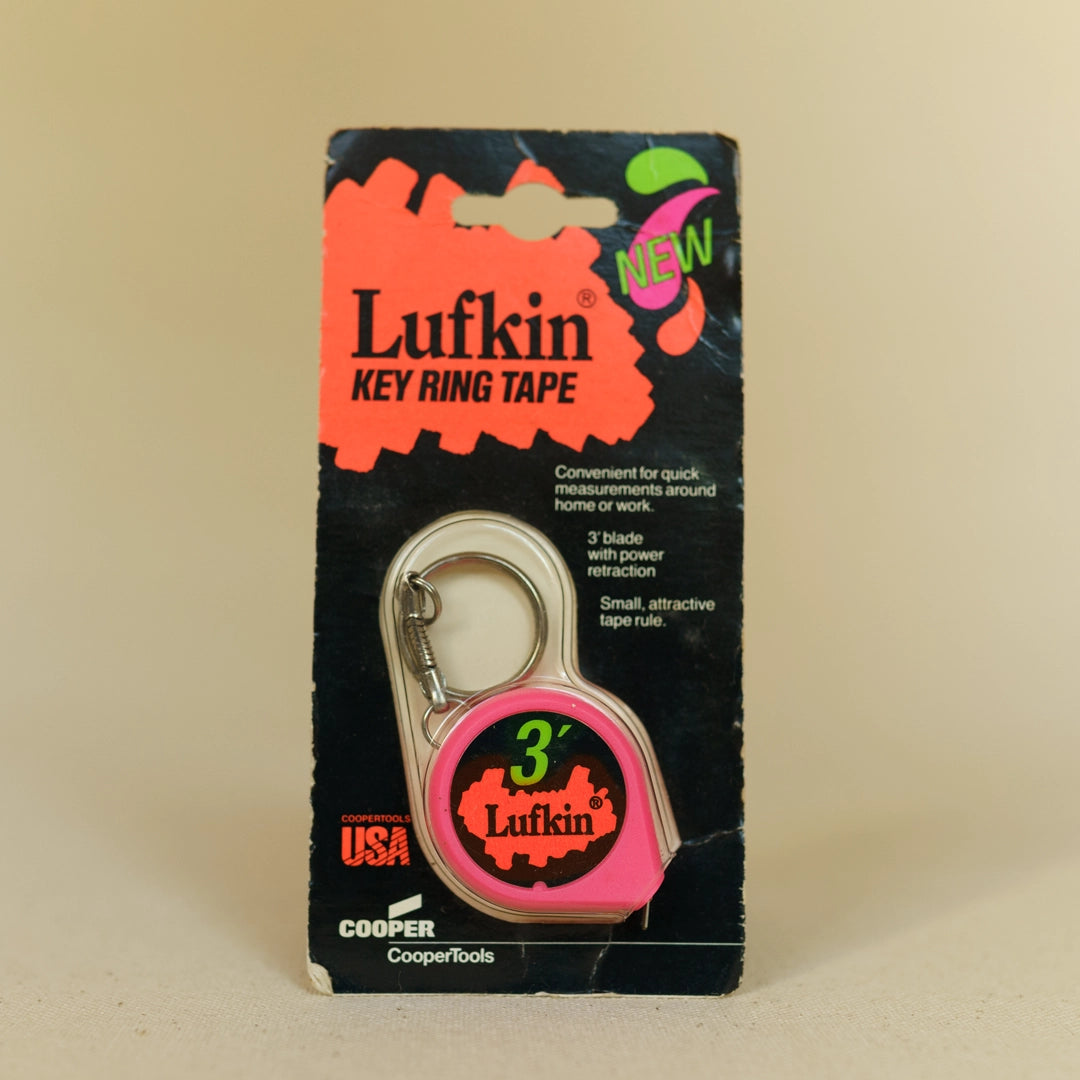 NEW
Lufkin®
KEY RING TAPE
Convenient for quick
measurements around
home or work.
3′ blade
with power
retraction
Small, attractive
tape rule.
3′
Lufkin®
COOPERTOOLS
USA
COOPER
CooperTools